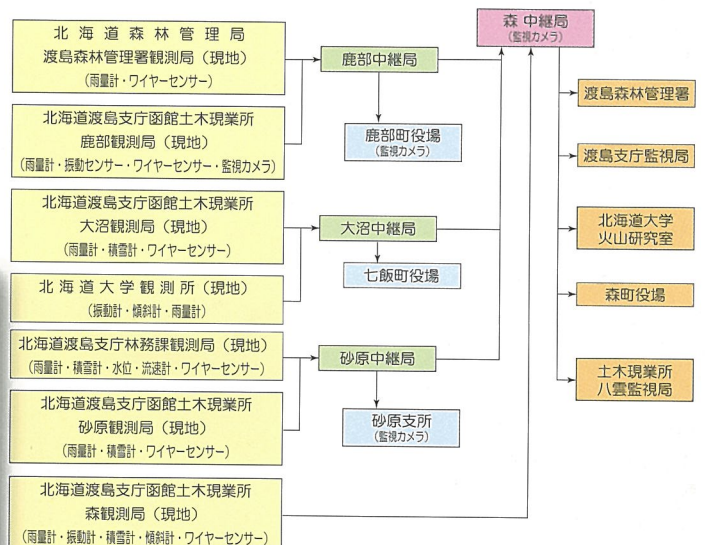 北海道森林管理局
渡島森林管理署観測局（現地）
（雨量計・ワイヤーセンサー）
北海道渡島支庁函館土木現業所
鹿部観測局（現地）
（雨量計・振動センサー・ワイヤーセンサー・監視カメラ）
北海道渡島支庁函館土木現業所
大沼観測局（現地）
（雨量計・積雪計・ワイヤーセンサー）
北海道大学観測所（現地）
（振動計・傾斜計・雨量計）
北海道渡島支庁林務課観測局（現地）
（雨量計・積雪計・水位・流速計・ワイヤーセンサー）
北海道渡島支庁函館土木現業所
砂原観測局（現地）
（雨量計・積雪計・ワイヤーセンサー）
北海道渡島支庁函館土木現業所
森観測局（現地）
（雨量計・振動計・積雪計・傾斜計・ワイヤーセンサー）
鹿部中継局
鹿部町役場
（監視カメラ）
大沼中継局
七飯町役場
砂原中継局
砂原支所
（監視カメラ）
森 中継局
（監視カメラ）
渡島森林管理署
渡島支庁監視局
北海道大学
火山研究室
森町役場
土木現業所
八雲監視局